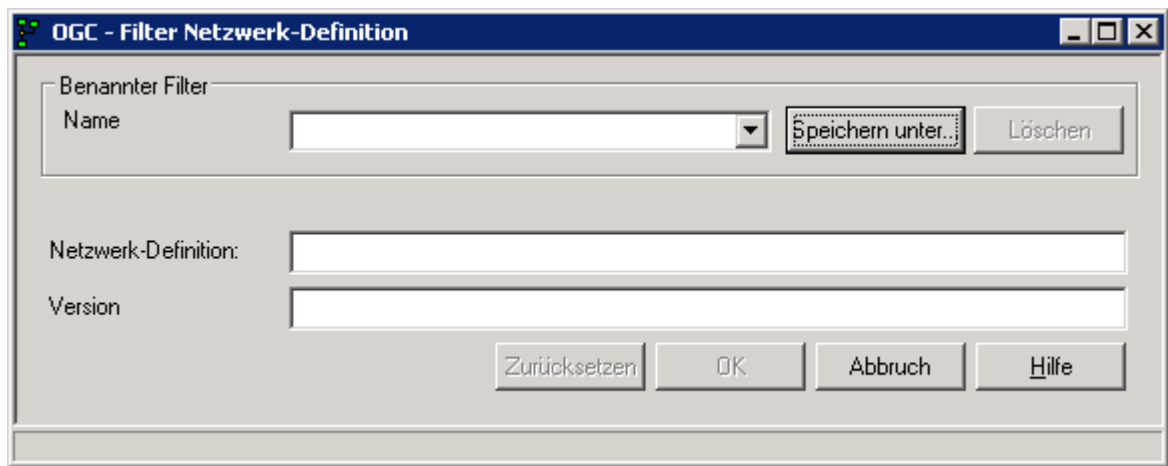 OGC - Filter Netzwerk-Definition
Benannter Filter
Name
Speichern unter...
Löschen
Netzwerk-Definition:
Version
Zurücksetzen
OK
Abbruch
Hilfe